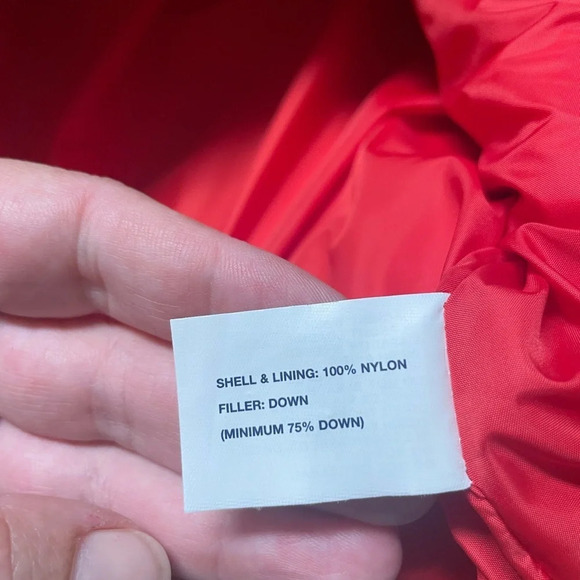 SHELL & LINING: 100% NYLON
FILLER: DOWN
(MINIMUM 75% DOWN)